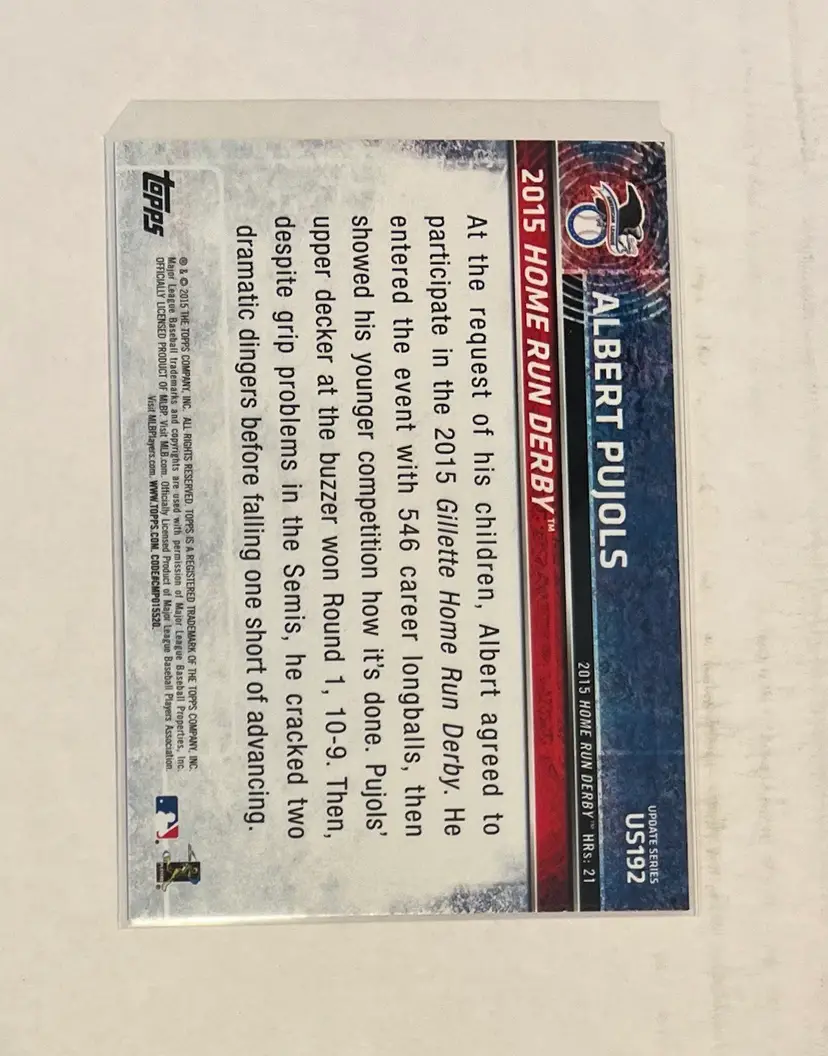 UPDATE SERIES
US192
ALBERT PUJOLS
2015 HOME RUN DERBY™ HRs: 21
2015 HOME RUN DERBY™
At the request of his children, Albert agreed to
participate in the 2015 Gillette Home Run Derby. He
entered the event with 546 career longballs, then
showed his younger competition how it's done. Pujols'
upper decker at the buzzer won Round 1, 10-9. Then,
despite grip problems in the Semis, he cracked two
dramatic dingers before falling one short of advancing.
topps
® & © 2015 THE TOPPS COMPANY, INC. ALL RIGHTS RESERVED. TOPPS IS A REGISTERED TRADEMARK OF THE TOPPS COMPANY, INC.
Major League Baseball trademarks and copyrights are used with permission of Major League Baseball Properties, Inc.
OFFICIALLY LICENSED PRODUCT OF MLBP. Visit MLB.com. Officially Licensed Product of Major League Baseball Players Association.
Visit MLBPlayers.com. WWW.TOPPS.COM. CODE#CMP015520.